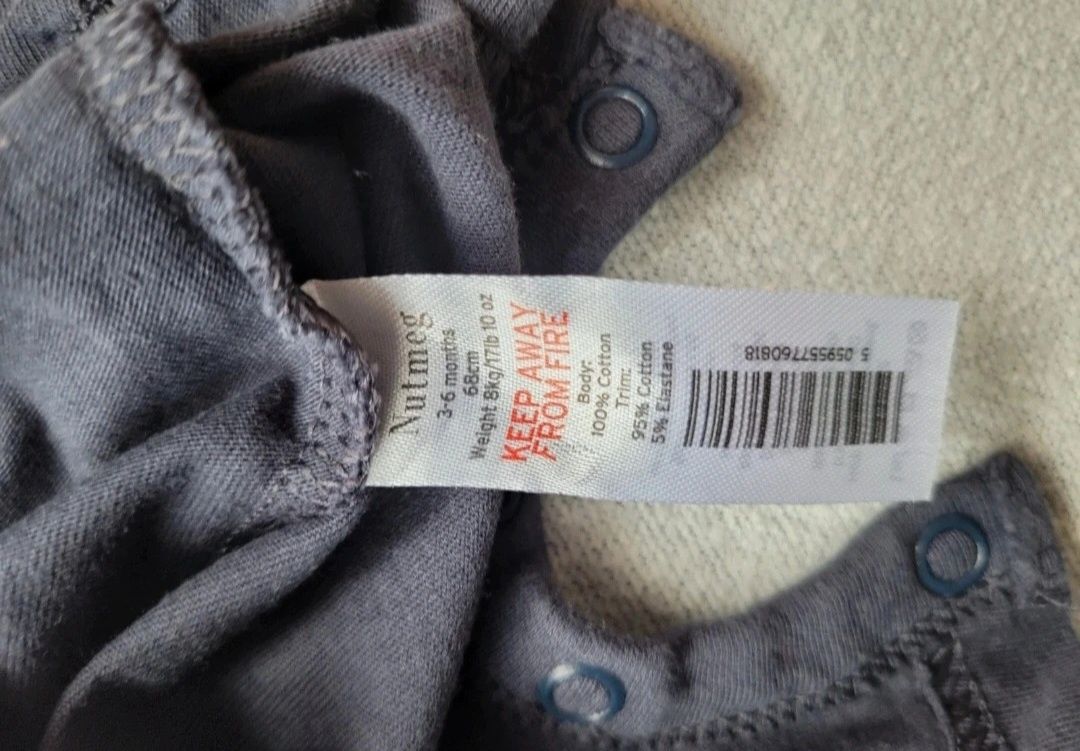 Nutmeg
3-6 months
68cm
Weight 8kg/17lb 10 oz
KEEP AWAY
FROM FIRE
Body:
100% Cotton
Trim:
95% Cotton
5% Elastane
5 059557760818